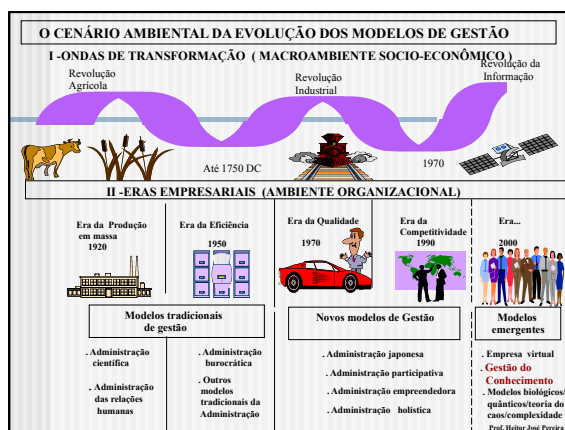 O CENÁRIO AMBIENTAL DA EVOLUÇÃO DOS MODELOS DE GESTÃO
I -ONDAS DE TRANSFORMAÇÃO ( MACROAMBIENTE SOCIO-ECONÔMICO )
Revolução
Agrícola
Revolução
Industrial
Revolução da
Informação
Até 1750 DC
1970
II -ERAS EMPRESARIAIS (AMBIENTE ORGANIZACIONAL)
Era da Produção
em massa
1920
Era da Eficiência
1950
Era da Qualidade
1970
Era da
Competitividade
1990
Era...
2000
Modelos tradicionais
de gestão
Novos modelos de Gestão
Modelos
emergentes
. Administração
científica
. Administração
das relações
humanas
. Administração
burocrática
. Outros
modelos
tradicionais da
Administração
. Administração japonesa
. Administração participativa
. Administração empreendedora
. Administração holística
. Empresa virtual
. Gestão do
Conhecimento
. Modelos biológicos/
quânticos/teoria do
caos/complexidade
Prof. Heitor José Pereira